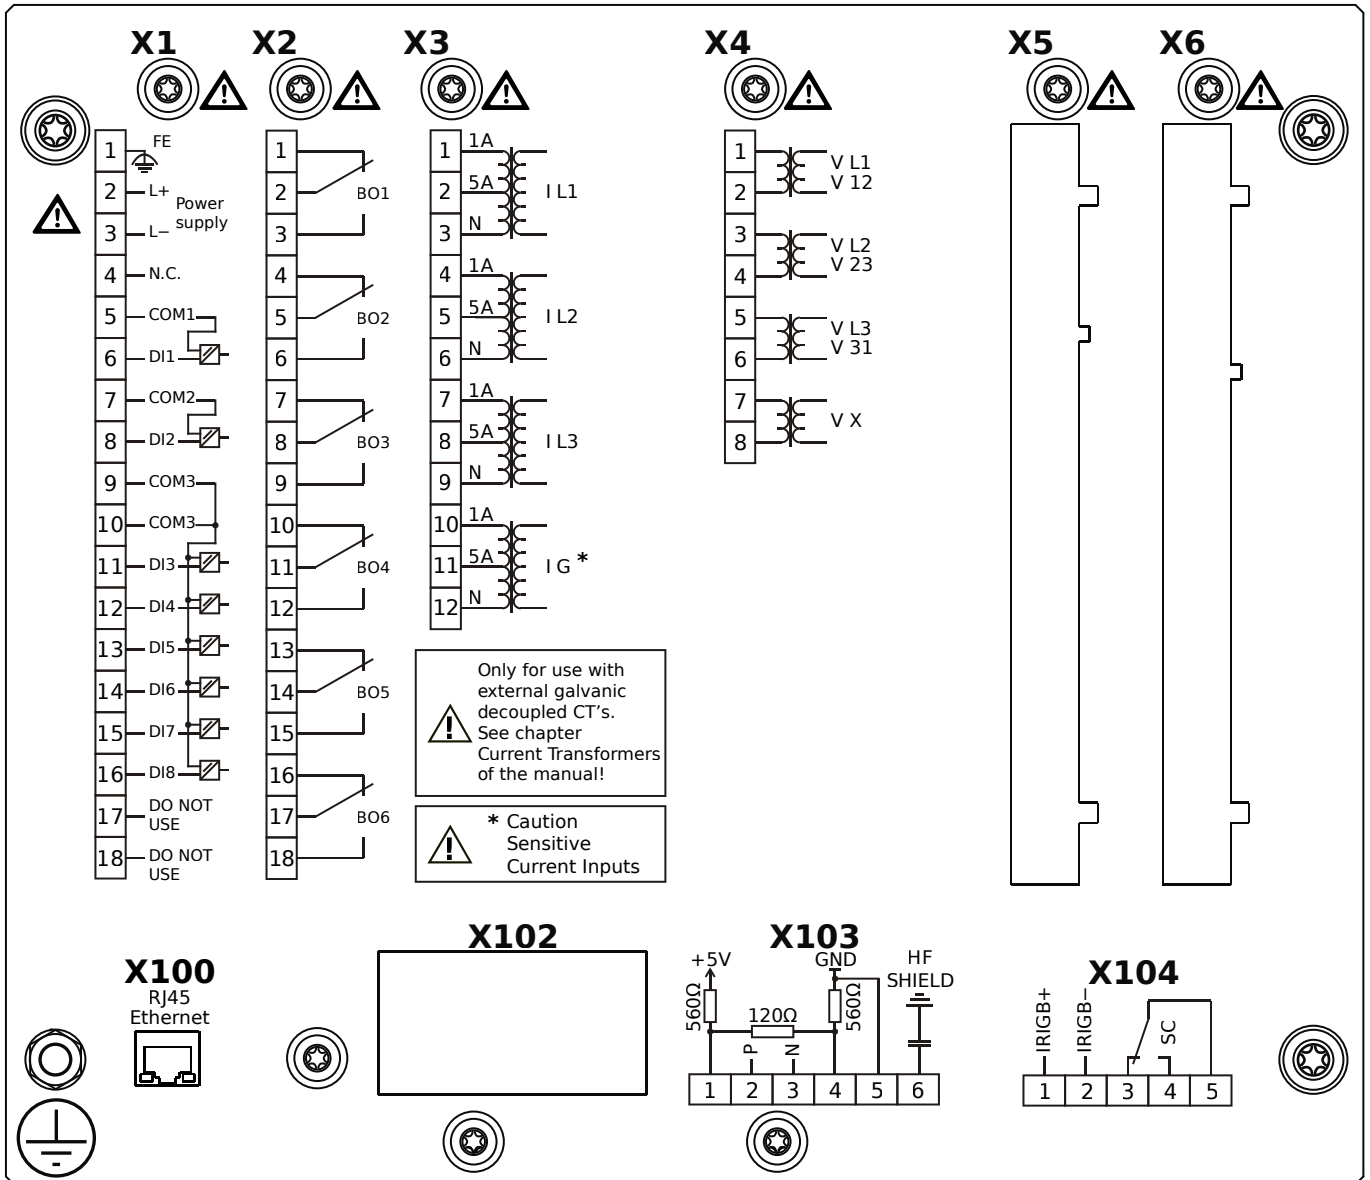 X1 X2 X3 X4 X5 X6
1 FE
2 L+
Power
supply
3 L−
4 N.C.
5 COM1
6 DI1
7 COM2
8 DI2
9 COM3
10 COM3
11 DI3
12 DI4
13 DI5
14 DI6
15 DI7
16 DI8
17 DO NOT
USE
18 DO NOT
USE
1
2 BO1
3
4
5 BO2
6
7
8 BO3
9
10
11 BO4
12
13
14 BO5
15
16
17 BO6
18
1 1A
2 5A I L1
3 N
4 1A
5 5A I L2
6 N
7 1A
8 5A I L3
9 N
10 1A
11 5A I G *
12 N
Only for use with
external galvanic
decoupled CT's.
See chapter
Current Transformers
of the manual!
* Caution
Sensitive
Current Inputs
1 V L1
2 V 12
3 V L2
4 V 23
5 V L3
6 V 31
7 V X
8
X100
RJ45
Ethernet
X102
X103
+5V GND HF
SHIELD
560Ω 120Ω 560Ω
P N
1 2 3 4 5 6
X104
IRIGB+ IRIGB− SC
1 2 3 4 5